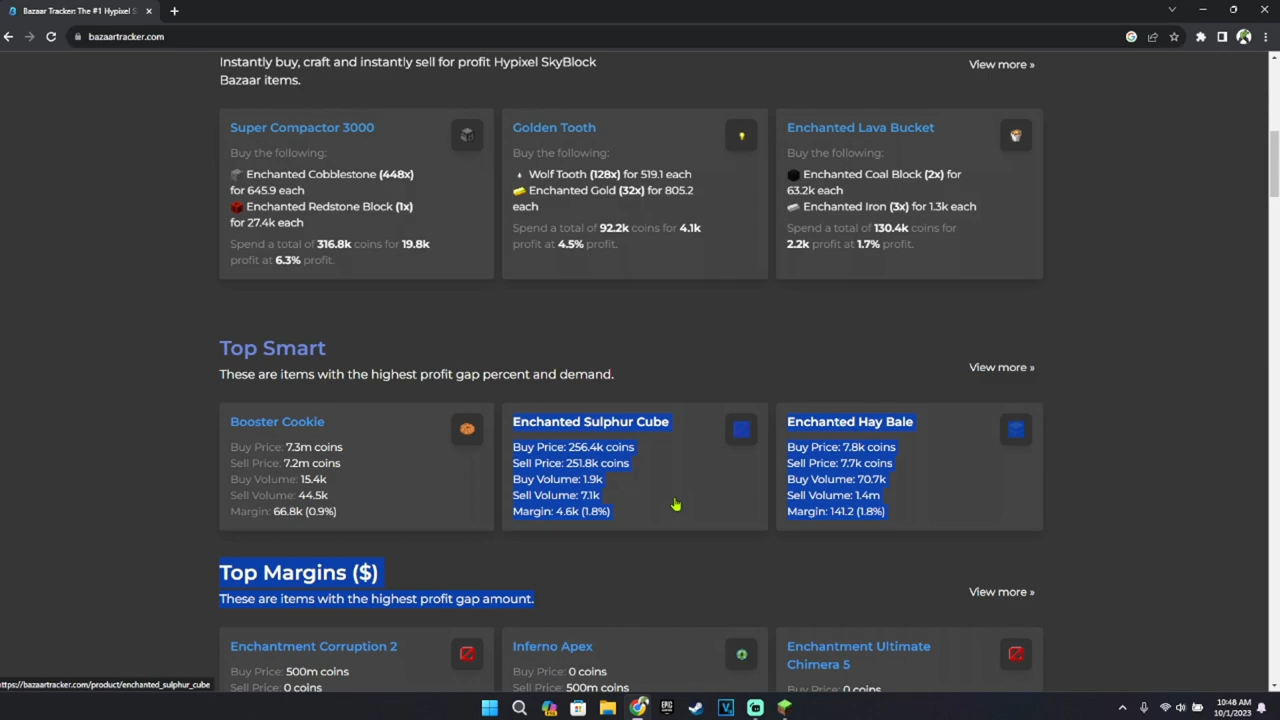 Bazaar Tracker: The #1 Hypixel S
bazaartracker.com
Instantly buy, craft and instantly sell for profit Hypixel SkyBlock
Bazaar items.
View more »
Super Compactor 3000
Buy the following:
Enchanted Cobblestone (448x)
for 645.9 each
Enchanted Redstone Block (1x)
for 27.4k each
Spend a total of 316.8k coins for 19.8k
profit at 6.3% profit.
Golden Tooth
Buy the following:
Wolf Tooth (128x) for 519.1 each
Enchanted Gold (32x) for 805.2
each
Spend a total of 92.2k coins for 4.1k
profit at 4.5% profit.
Enchanted Lava Bucket
Buy the following:
Enchanted Coal Block (2x) for
63.2k each
Enchanted Iron (3x) for 1.3k each
Spend a total of 130.4k coins for
2.2k profit at 1.7% profit.
Top Smart
These are items with the highest profit gap percent and demand.
View more »
Booster Cookie
Buy Price: 7.3m coins
Sell Price: 7.2m coins
Buy Volume: 15.4k
Sell Volume: 44.5k
Margin: 66.8k (0.9%)
Enchanted Sulphur Cube
Buy Price: 256.4k coins
Sell Price: 251.8k coins
Buy Volume: 1.9k
Sell Volume: 7.1k
Margin: 4.6k (1.8%)
Enchanted Hay Bale
Buy Price: 7.8k coins
Sell Price: 7.7k coins
Buy Volume: 70.7k
Sell Volume: 1.4m
Margin: 141.2 (1.8%)
Top Margins ($)
These are items with the highest profit gap amount.
View more »
Enchantment Corruption 2
Buy Price: 500m coins
Sell Price: 0 coins
Inferno Apex
Buy Price: 0 coins
Sell Price: 500m coins
Enchantment Ultimate
Chimera 5
Buy Price: 0 coins
https://bazaartracker.com/product/enchanted_sulphur_cube
10:48 AM
10/1/2023